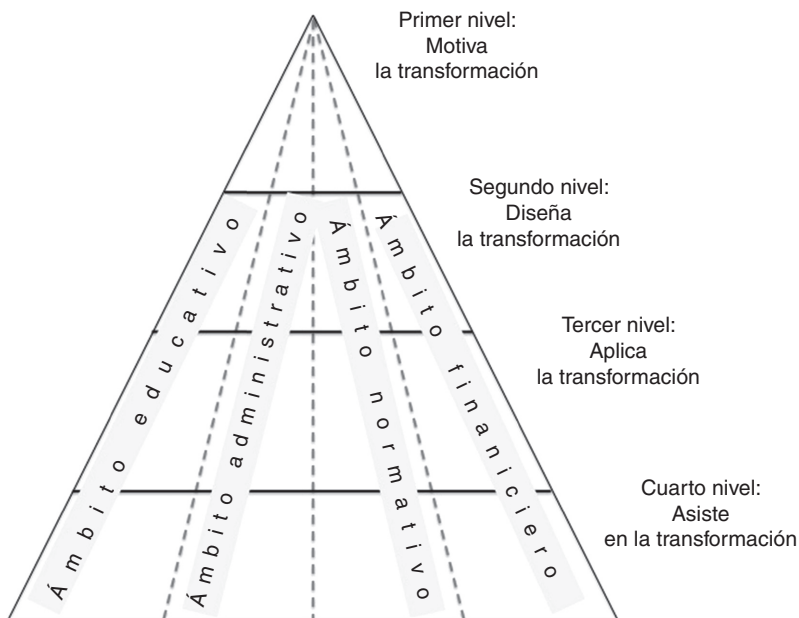 Primer nivel:
Motiva
la transformación
Segundo nivel:
Diseña
la transformación
Tercer nivel:
Aplica
la transformación
Cuarto nivel:
Asiste
en la transformación
Ámbito educativo
Ámbito administrativo
Ámbito normativo
Ámbito finaniciero